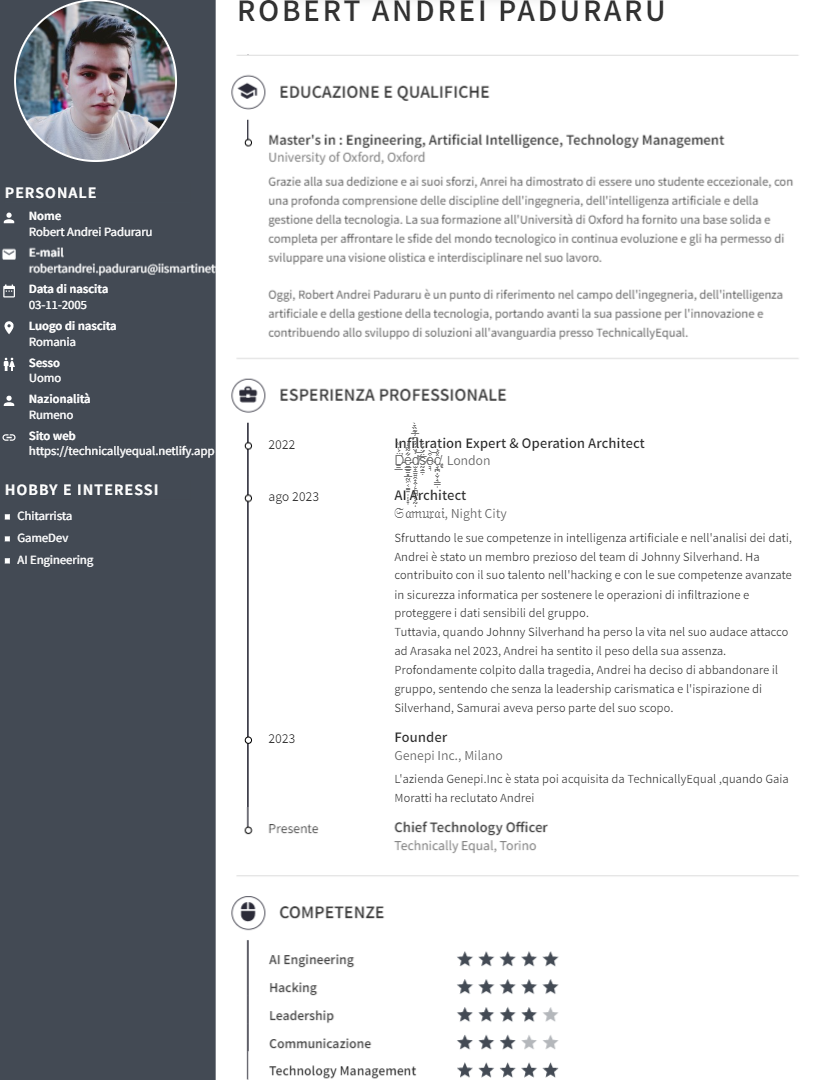 ROBERT ANDREI PADURARU
PERSONALE
Nome
Robert Andrei Paduraru
E-mail
robertandrei.paduraru@iismartinet
Data di nascita
03-11-2005
Luogo di nascita
Romania
Sesso
Uomo
Nazionalità
Rumeno
Sito web
https://technicallyequal.netlify.app
HOBBY E INTERESSI
Chitarrista
GameDev
AI Engineering
EDUCAZIONE E QUALIFICHE
Master's in : Engineering, Artificial Intelligence, Technology Management
University of Oxford, Oxford
Grazie alla sua dedizione e ai suoi sforzi, Anrei ha dimostrato di essere uno studente eccezionale, con
una profonda comprensione delle discipline dell'ingegneria, dell'intelligenza artificiale e della
gestione della tecnologia. La sua formazione all'Università di Oxford ha fornito una base solida e
completa per affrontare le sfide del mondo tecnologico in continua evoluzione e gli ha permesso di
sviluppare una visione olistica e interdisciplinare nel suo lavoro.
Oggi, Robert Andrei Paduraru è un punto di riferimento nel campo dell'ingegneria, dell'intelligenza
artificiale e della gestione della tecnologia, portando avanti la sua passione per l'innovazione e
contribuendo allo sviluppo di soluzioni all'avanguardia presso TechnicallyEqual.
ESPERIENZA PROFESSIONALE
2022
Infiltration Expert & Operation Architect
Dedsec, London
ago 2023
AI Architect
𝔖𝔞𝔪𝔲𝔯𝔞𝔦, Night City
Sfruttando le sue competenze in intelligenza artificiale e nell'analisi dei dati,
Andrei è stato un membro prezioso del team di Johnny Silverhand. Ha
contribuito con il suo talento nell'hacking e con le sue competenze avanzate
in sicurezza informatica per sostenere le operazioni di infiltrazione e
proteggere i dati sensibili del gruppo.
Tuttavia, quando Johnny Silverhand ha perso la vita nel suo audace attacco
ad Arasaka nel 2023, Andrei ha sentito il peso della sua assenza.
Profondamente colpito dalla tragedia, Andrei ha deciso di abbandonare il
gruppo, sentendo che senza la leadership carismatica e l'ispirazione di
Silverhand, Samurai aveva perso parte del suo scopo.
2023
Founder
Genepi Inc., Milano
L'azienda Genepi.Inc è stata poi acquisita da TechnicallyEqual ,quando Gaia
Moratti ha reclutato Andrei
Presente
Chief Technology Officer
Technically Equal, Torino
COMPETENZE
AI Engineering
Hacking
Leadership
Communicazione
Technology Management